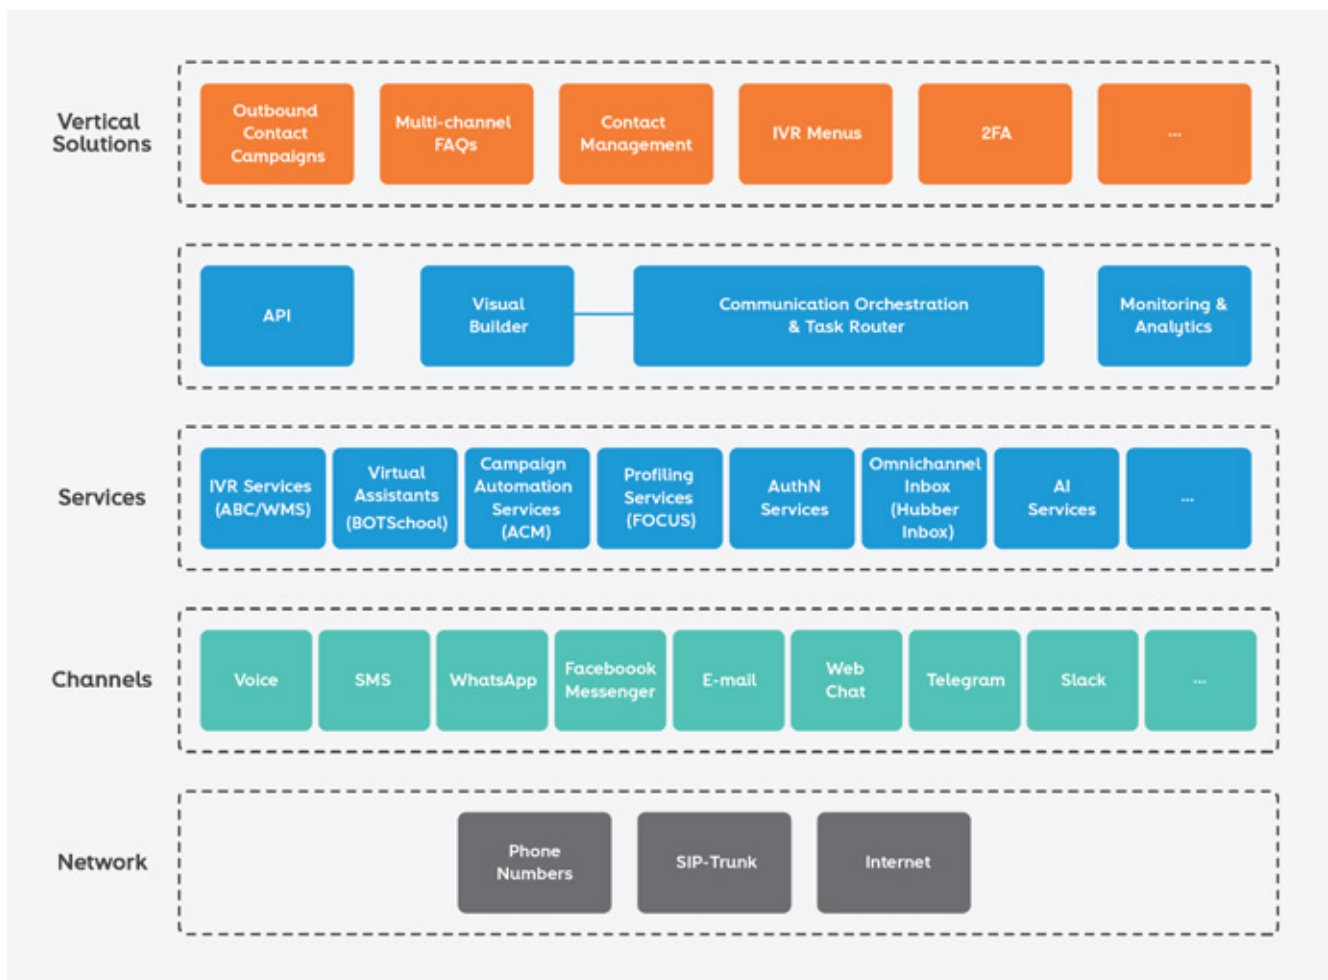 Vertical
Solutions
Outbound
Contact
Campaigns
Multi-channel
FAQs
Contact
Management
IVR Menus
2FA
...
API
Visual
Builder
Communication Orchestration
& Task Router
Monitoring &
Analytics
Services
IVR Services
(ABC/WMS)
Virtual
Assistants
(BOTSchool)
Campaign
Automation
Services
(ACM)
Profiling
Services
(FOCUS)
AuthN
Services
Omnichannel
Inbox
(Hubber
Inbox)
AI
Services
...
Channels
Voice
SMS
WhatsApp
Faceboook
Messenger
E-mail
Web
Chat
Telegram
Slack
...
Network
Phone
Numbers
SIP-Trunk
Internet